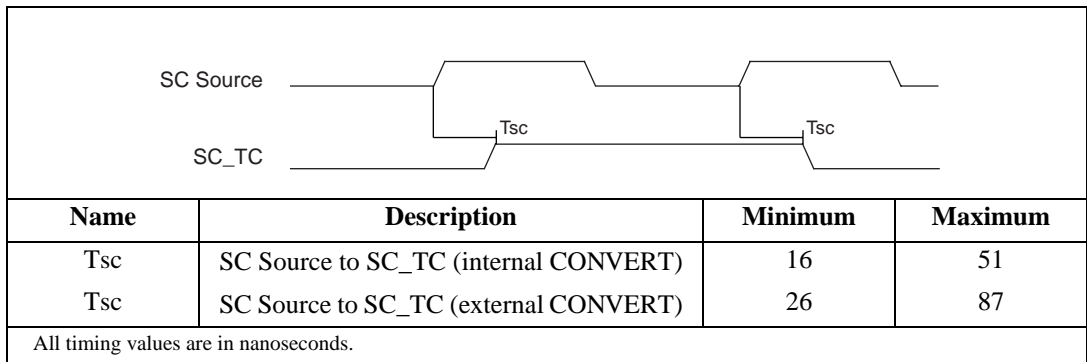 SC Source
Tsc Tsc
SC_TC
Name Description Minimum Maximum
Tsc SC Source to SC_TC (internal CONVERT) 16 51
Tsc SC Source to SC_TC (external CONVERT) 26 87
All timing values are in nanoseconds.